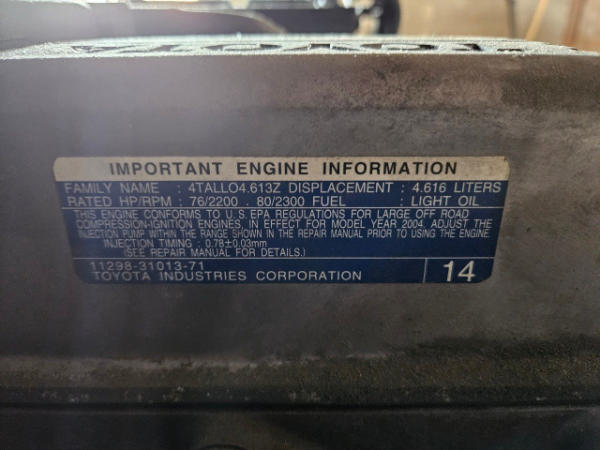 TOYOTA
IMPORTANT ENGINE INFORMATION
FAMILY NAME : 4TALLO4.613Z DISPLACEMENT : 4.616 LITERS
RATED HP/RPM : 76/2200 . 80/2300 FUEL : LIGHT OIL
THIS ENGINE CONFORMS TO U.S.EPA REGULATIONS FOR LARGE OFF ROAD
COMPRESSION-IGNITION ENGINES, IN EFFECT FOR MODEL YEAR 2004. ADJUST THE
INJECTION PUMP WITHIN THE RANGE SHOWN IN THE REPAIR MANUAL PRIOR TO USING THE ENGINE.
INJECTION TIMING : 0.78±0.03mm
(SEE REPAIR MANUAL FOR DETAILS.)
11298-31013-71
TOYOTA INDUSTRIES CORPORATION 14